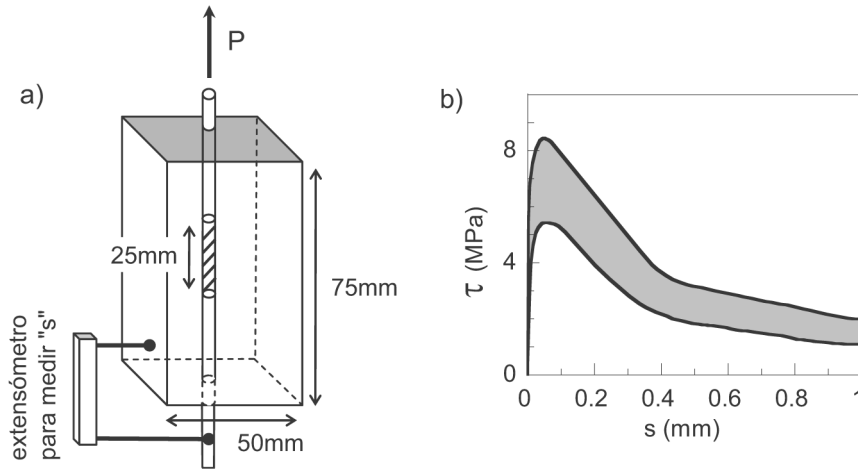 P
a)
25mm
75mm
50mm
extensómetro
para medir "s"
b)
τ (MPa)
8
4
0
0
0.2
0.4
0.6
0.8
1
s (mm)